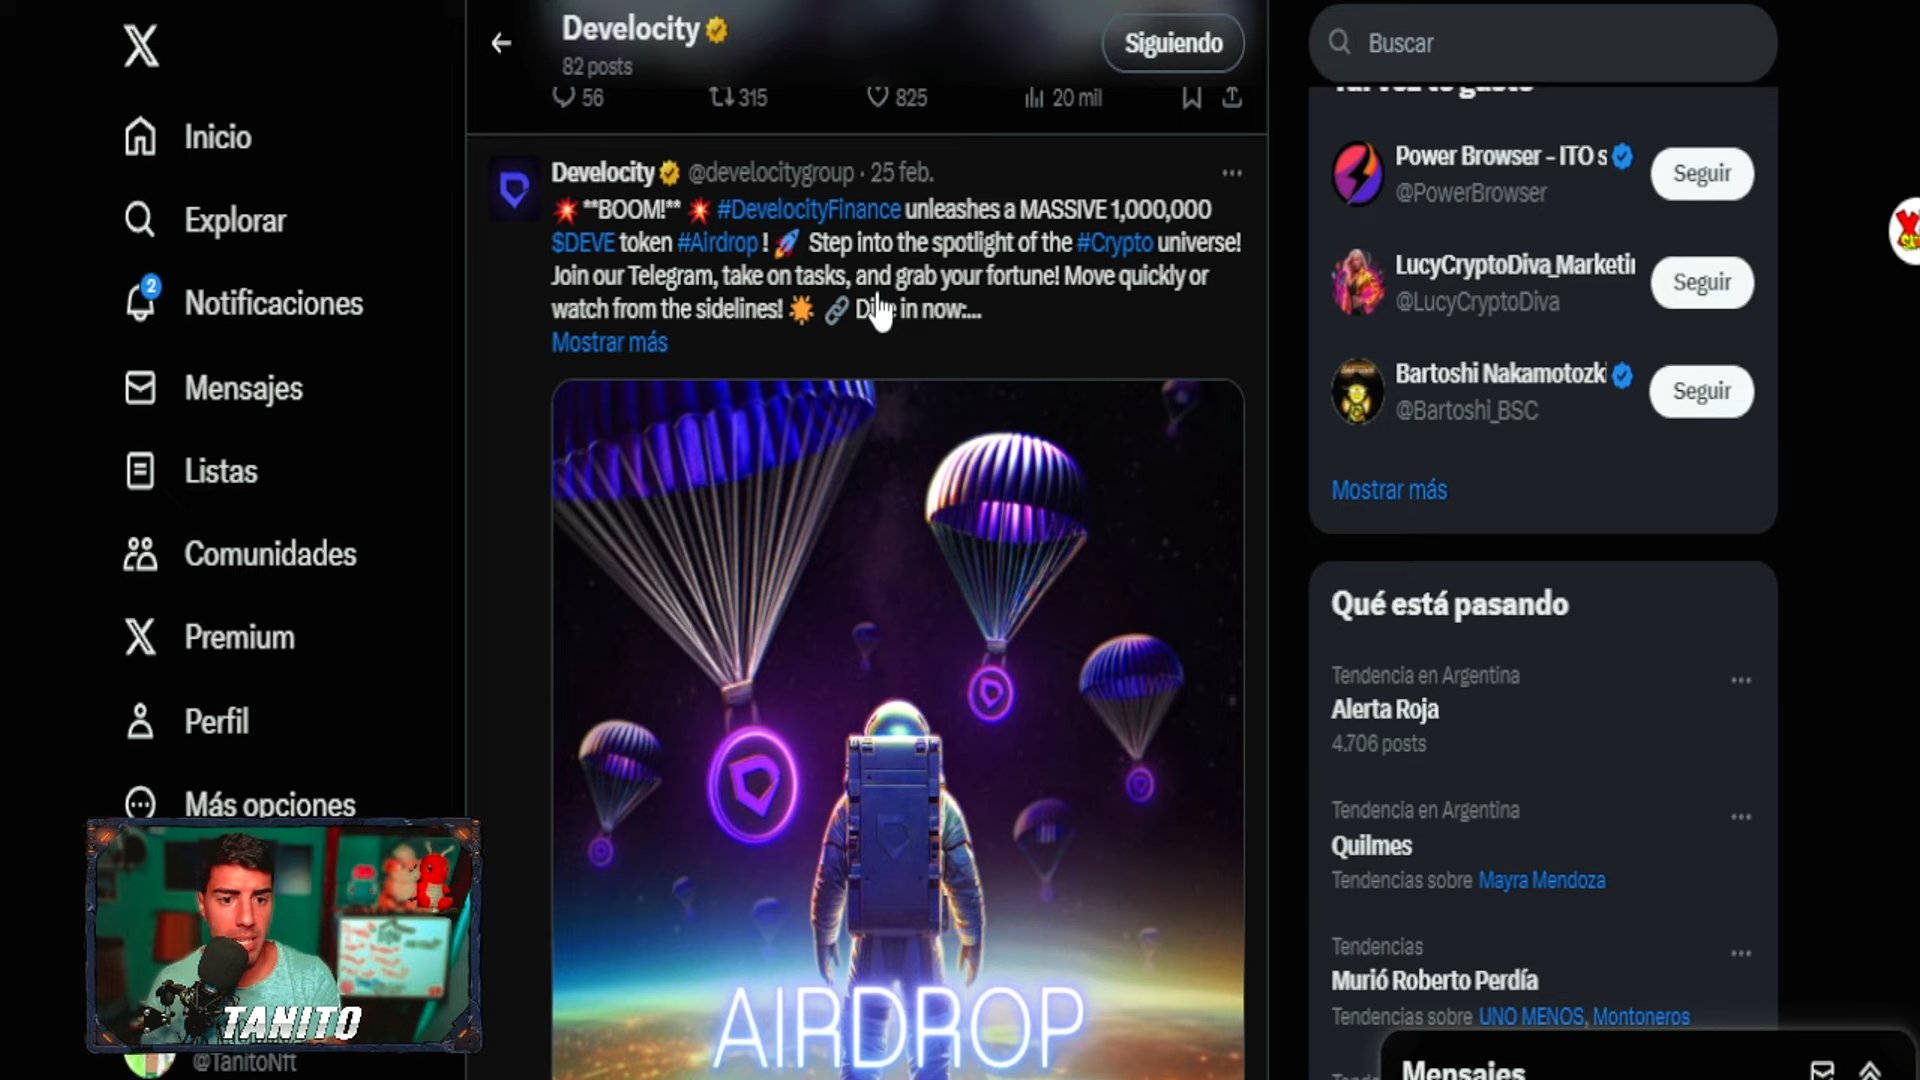 Inicio
Explorar
2
Notificaciones
Mensajes
Listas
Comunidades
Premium
Perfil
Más opciones
TANITO
@TanitoNft
Develocity
82 posts
Siguiendo
56 315 825 20 mil
Develocity @develocitygroup · 25 feb.
💥 **BOOM!** 💥 #DevelocityFinance unleashes a MASSIVE 1,000,000
$DEVE token #Airdrop ! 🚀 Step into the spotlight of the #Crypto universe!
Join our Telegram, take on tasks, and grab your fortune! Move quickly or
watch from the sidelines! 🌟 🔗 in now:...
Mostrar más
AIRDROP
Buscar
Power Browser – ITO s
@PowerBrowser
Seguir
LucyCryptoDiva_Marketin
@LucyCryptoDiva
Seguir
Bartoshi Nakamotozki
@Bartoshi_BSC
Seguir
Mostrar más
Qué está pasando
Tendencia en Argentina
Alerta Roja
4.706 posts
Tendencia en Argentina
Quilmes
Tendencias sobre Mayra Mendoza
Tendencias
Murió Roberto Perdía
Tendencias sobre UNO MENOS, Montoneros
Mensajes